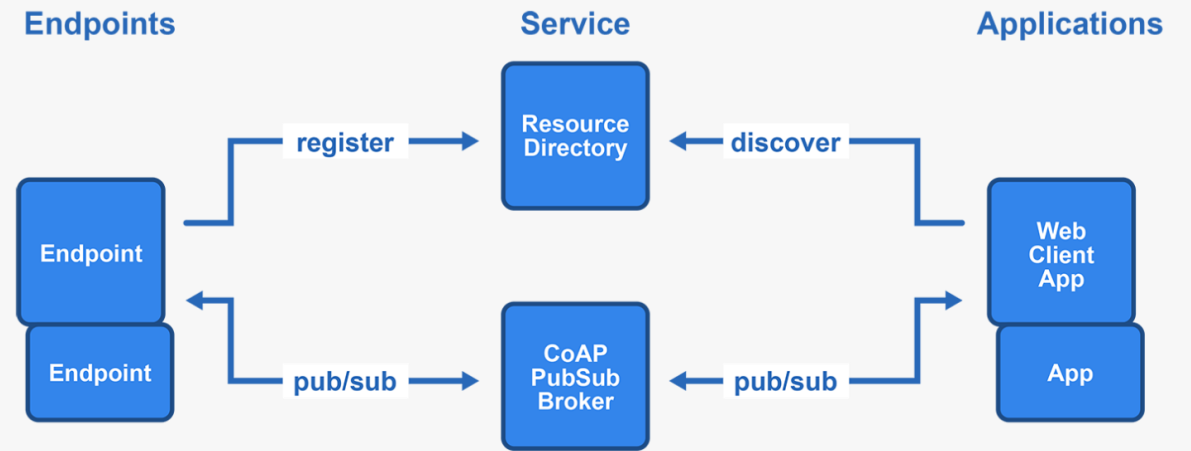 Endpoints
Service
Applications
Resource
Directory
register
discover
Endpoint
Web
Client
App
Endpoint
CoAP
PubSub
Broker
pub/sub
pub/sub
App